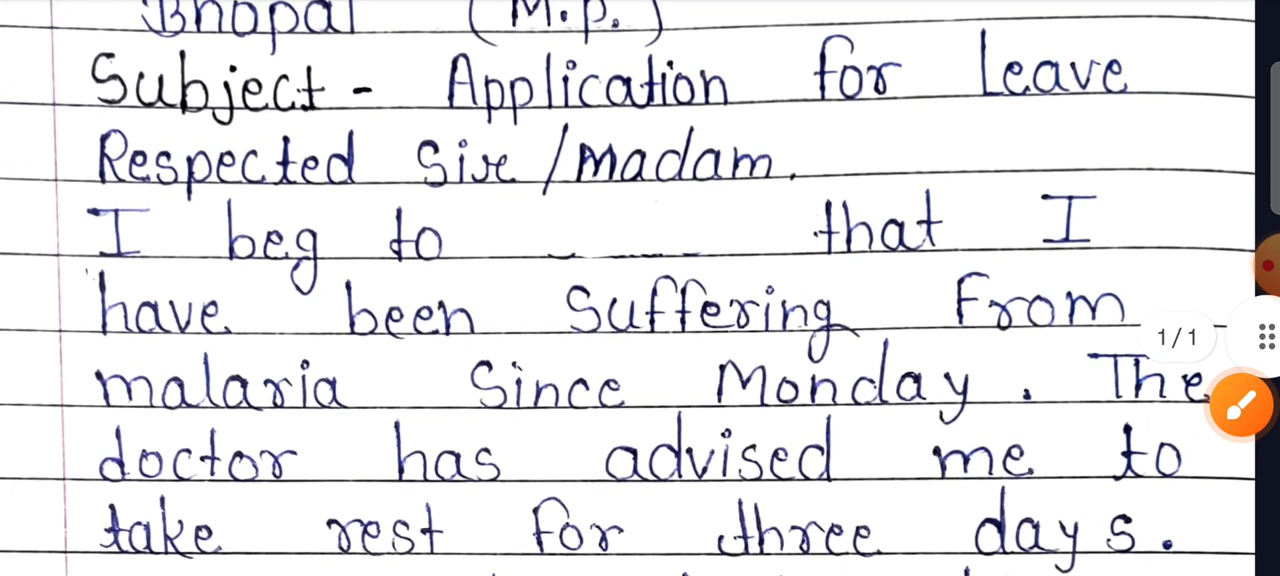 Bhopal (M.p.)
Subject - Application for Leave
Respected Sir/madam.
I beg to that I
have been Suffering From
malaria Since Monday. The
doctor has advised me to
take rest for three days.
1/1